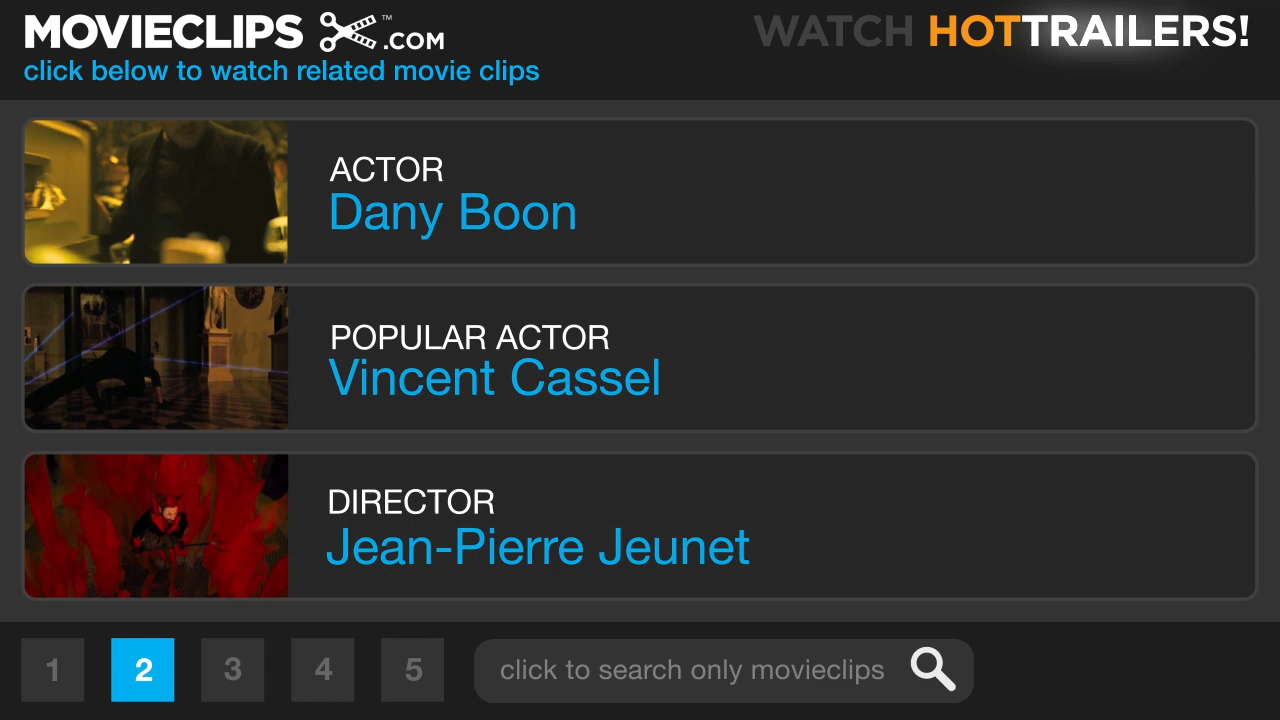 MOVIECLIPS ™ .COM
WATCH HOTTRAILERS!
click below to watch related movie clips
ACTOR
Dany Boon
POPULAR ACTOR
Vincent Cassel
DIRECTOR
Jean-Pierre Jeunet
1 2 3 4 5 click to search only movieclips